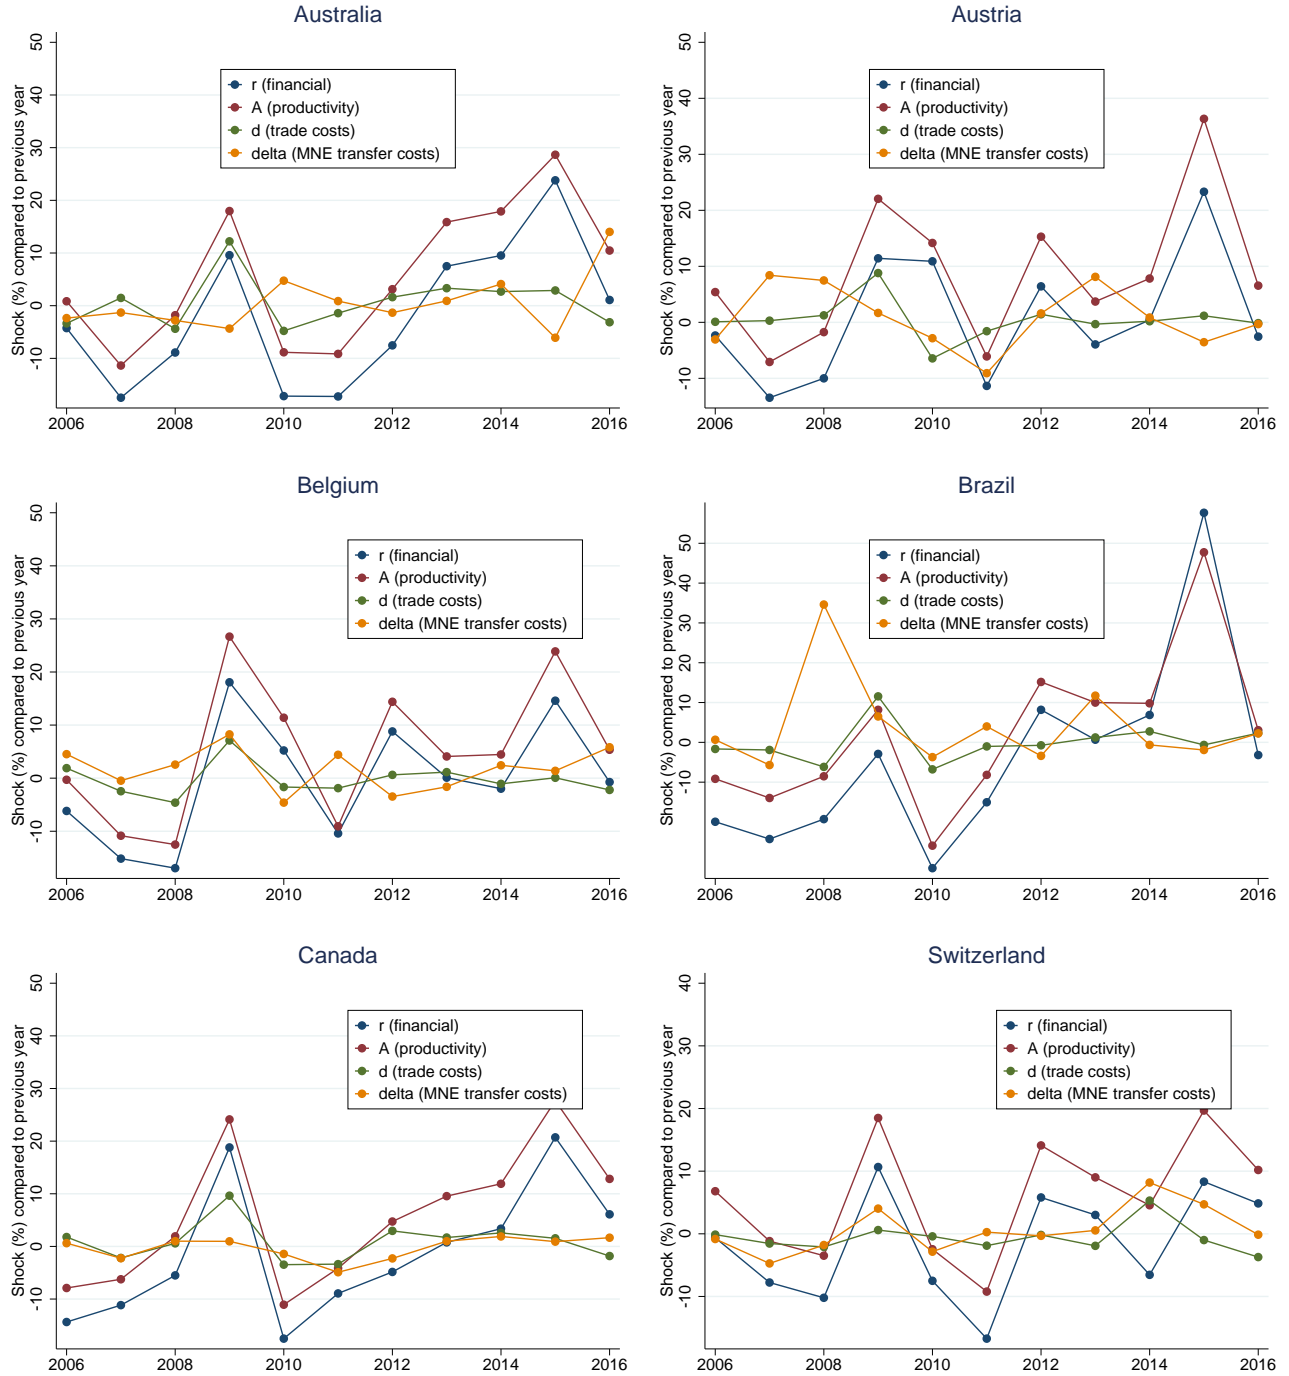 Australia
Shock (%) compared to previous year
50
40
30
20
10
0
-10
r (financial)
A (productivity)
d (trade costs)
delta (MNE transfer costs)
2006 2008 2010 2012 2014 2016
Austria
Shock (%) compared to previous year
50
40
30
20
10
0
-10
r (financial)
A (productivity)
d (trade costs)
delta (MNE transfer costs)
2006 2008 2010 2012 2014 2016
Belgium
Shock (%) compared to previous year
50
40
30
20
10
0
-10
r (financial)
A (productivity)
d (trade costs)
delta (MNE transfer costs)
2006 2008 2010 2012 2014 2016
Brazil
Shock (%) compared to previous year
50
40
30
20
10
0
-10
r (financial)
A (productivity)
d (trade costs)
delta (MNE transfer costs)
2006 2008 2010 2012 2014 2016
Canada
Shock (%) compared to previous year
50
40
30
20
10
0
-10
r (financial)
A (productivity)
d (trade costs)
delta (MNE transfer costs)
2006 2008 2010 2012 2014 2016
Switzerland
Shock (%) compared to previous year
40
30
20
10
0
-10
r (financial)
A (productivity)
d (trade costs)
delta (MNE transfer costs)
2006 2008 2010 2012 2014 2016